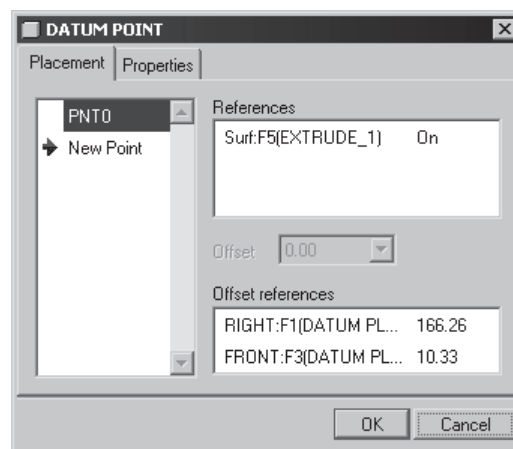 DATUM POINT
Placement Properties
PNT0
New Point
References
Surf:F5(EXTRUDE_1) On
Offset 0.00
Offset references
RIGHT:F1(DATUM PL... 166.26
FRONT:F3(DATUM PL... 10.33
OK Cancel